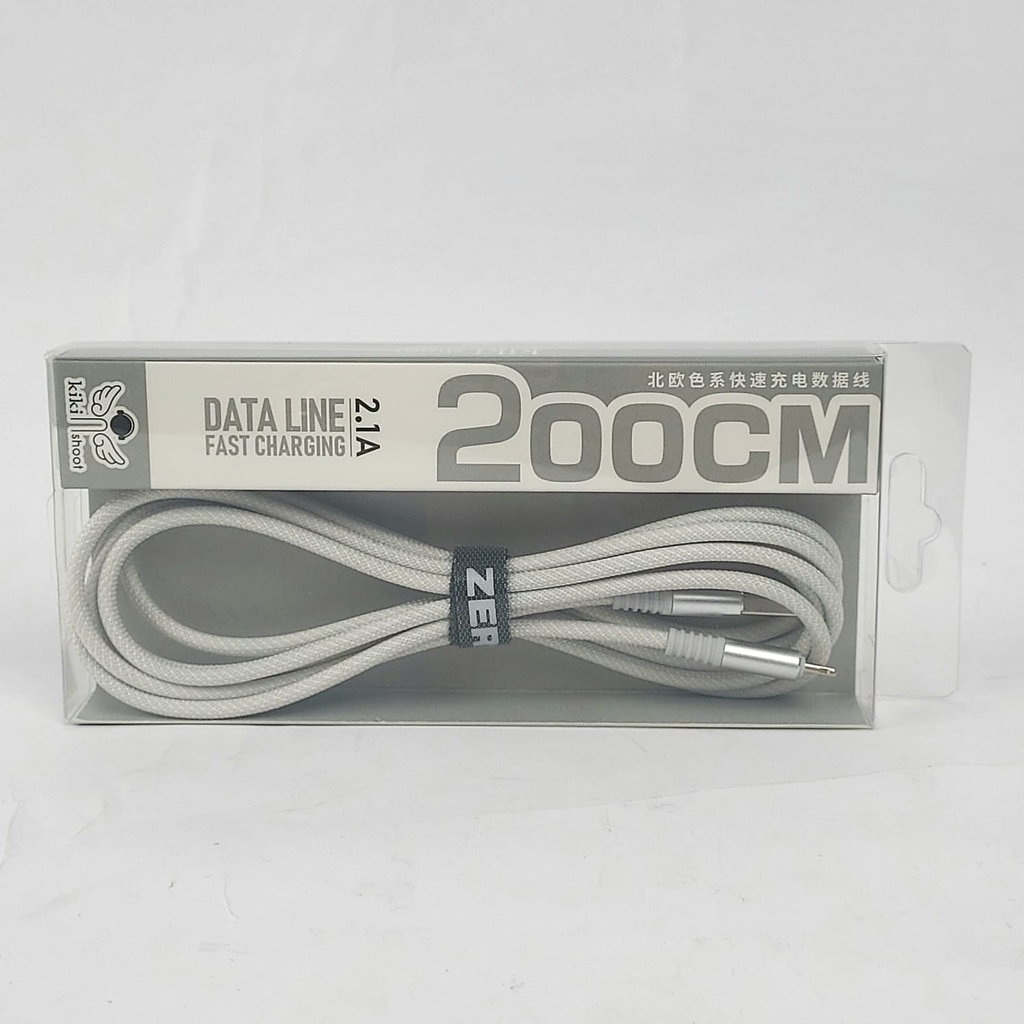 kiki
shoot
DATA LINE
FAST CHARGING
2.1A
北欧色系快速充电数据线
200CM
ZER